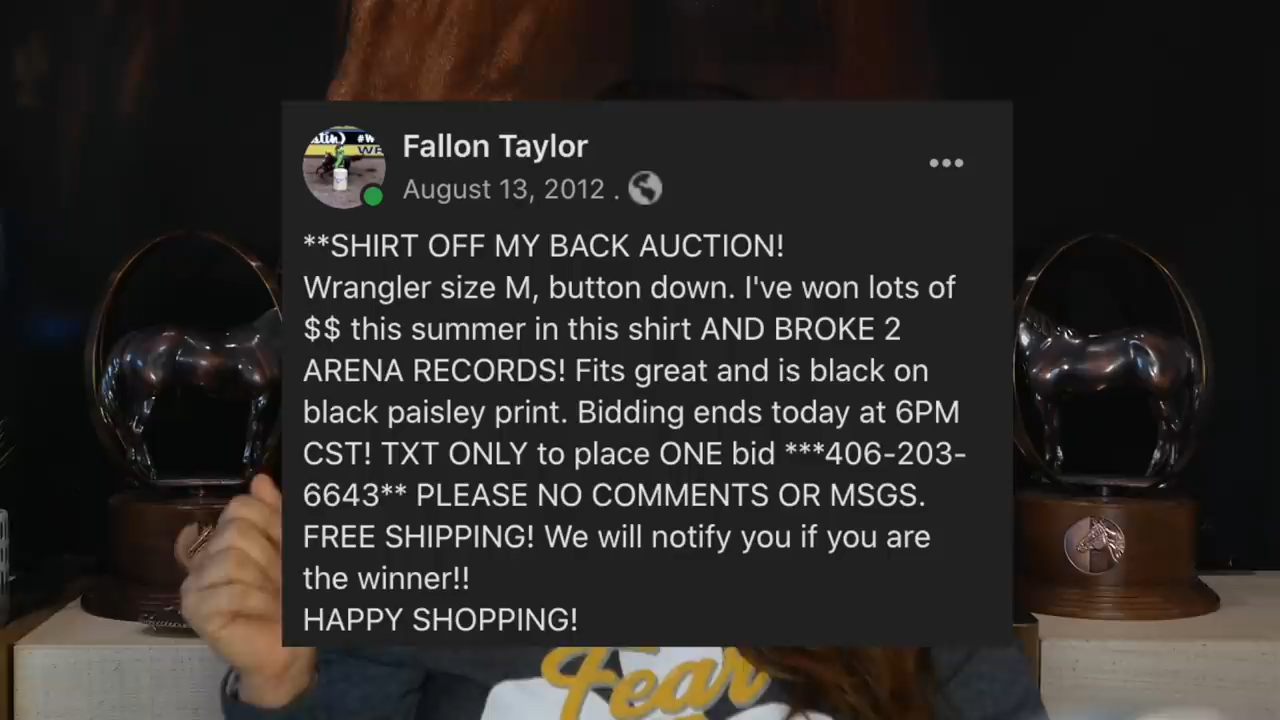 Fallon Taylor
August 13, 2012 .
**SHIRT OFF MY BACK AUCTION!
Wrangler size M, button down. I've won lots of
$$ this summer in this shirt AND BROKE 2
ARENA RECORDS! Fits great and is black on
black paisley print. Bidding ends today at 6PM
CST! TXT ONLY to place ONE bid ***406-203-
6643** PLEASE NO COMMENTS OR MSGS.
FREE SHIPPING! We will notify you if you are
the winner!!
HAPPY SHOPPING!
Fear